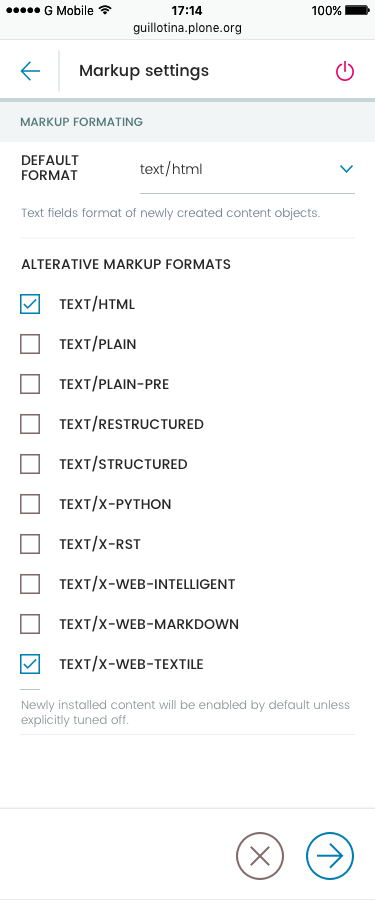 G Mobile 17:14 100%
guillotina.plone.org
Markup settings
MARKUP FORMATING
DEFAULT
FORMAT
text/html
Text fields format of newly created content objects.
ALTERATIVE MARKUP FORMATS
TEXT/HTML
TEXT/PLAIN
TEXT/PLAIN-PRE
TEXT/RESTRUCTURED
TEXT/STRUCTURED
TEXT/X-PYTHON
TEXT/X-RST
TEXT/X-WEB-INTELLIGENT
TEXT/X-WEB-MARKDOWN
TEXT/X-WEB-TEXTILE
Newly installed content will be enabled by default unless
explicitly tuned off.